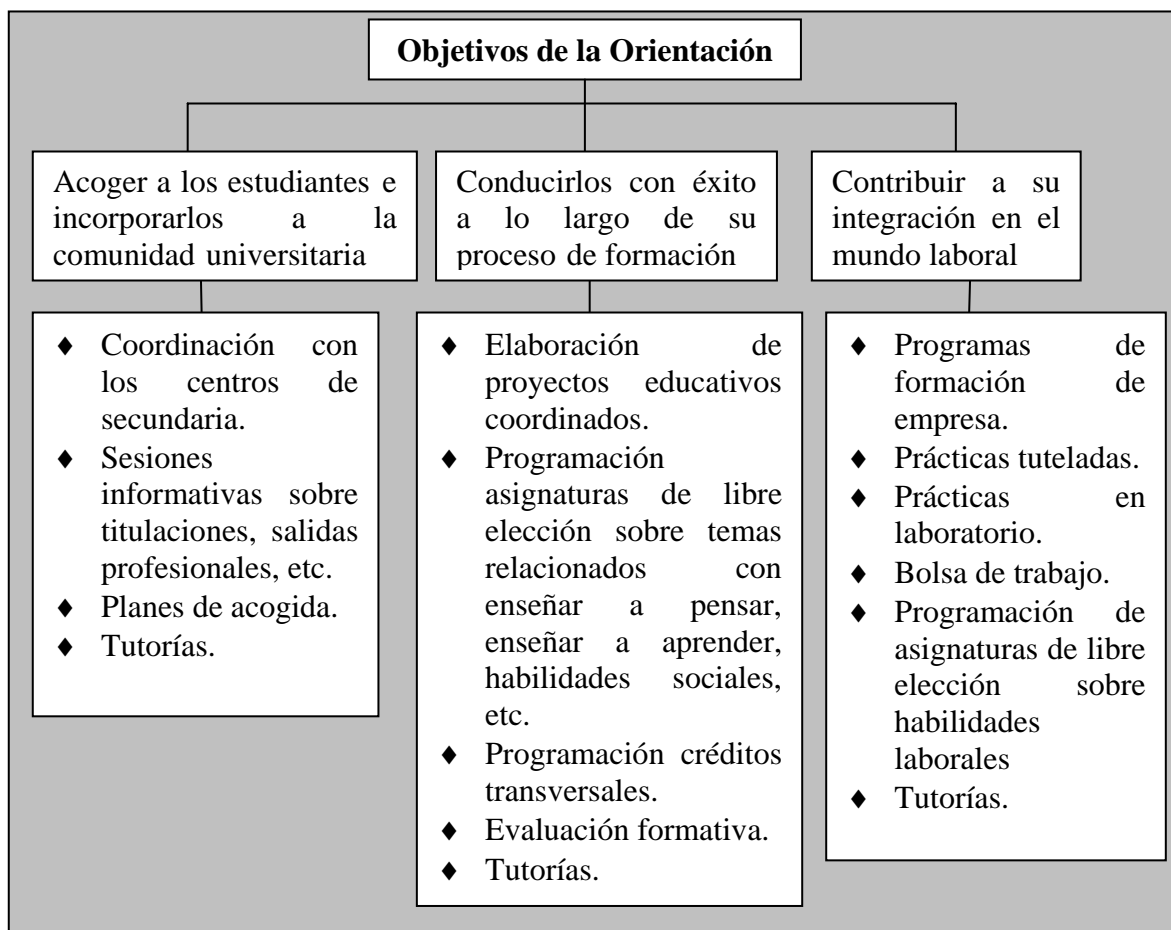 Objetivos de la Orientación
Acoger a los estudiantes e
incorporarlos a la
comunidad universitaria
Conducirlos con éxito
a lo largo de su
proceso de formación
Contribuir a su
integración en el
mundo laboral
♦ Coordinación con
los centros de
secundaria.
♦ Sesiones
informativas sobre
titulaciones, salidas
profesionales, etc.
♦ Planes de acogida.
♦ Tutorías.
♦ Elaboración de
proyectos educativos
coordinados.
♦ Programación
asignaturas de libre
elección sobre temas
relacionados con
enseñar a pensar,
enseñar a aprender,
habilidades sociales,
etc.
♦ Programación créditos
transversales.
♦ Evaluación formativa.
♦ Tutorías.
♦ Programas de
formación de
empresa.
♦ Prácticas tuteladas.
♦ Prácticas en
laboratorio.
♦ Bolsa de trabajo.
♦ Programación de
asignaturas de libre
elección sobre
habilidades
laborales
♦ Tutorías.